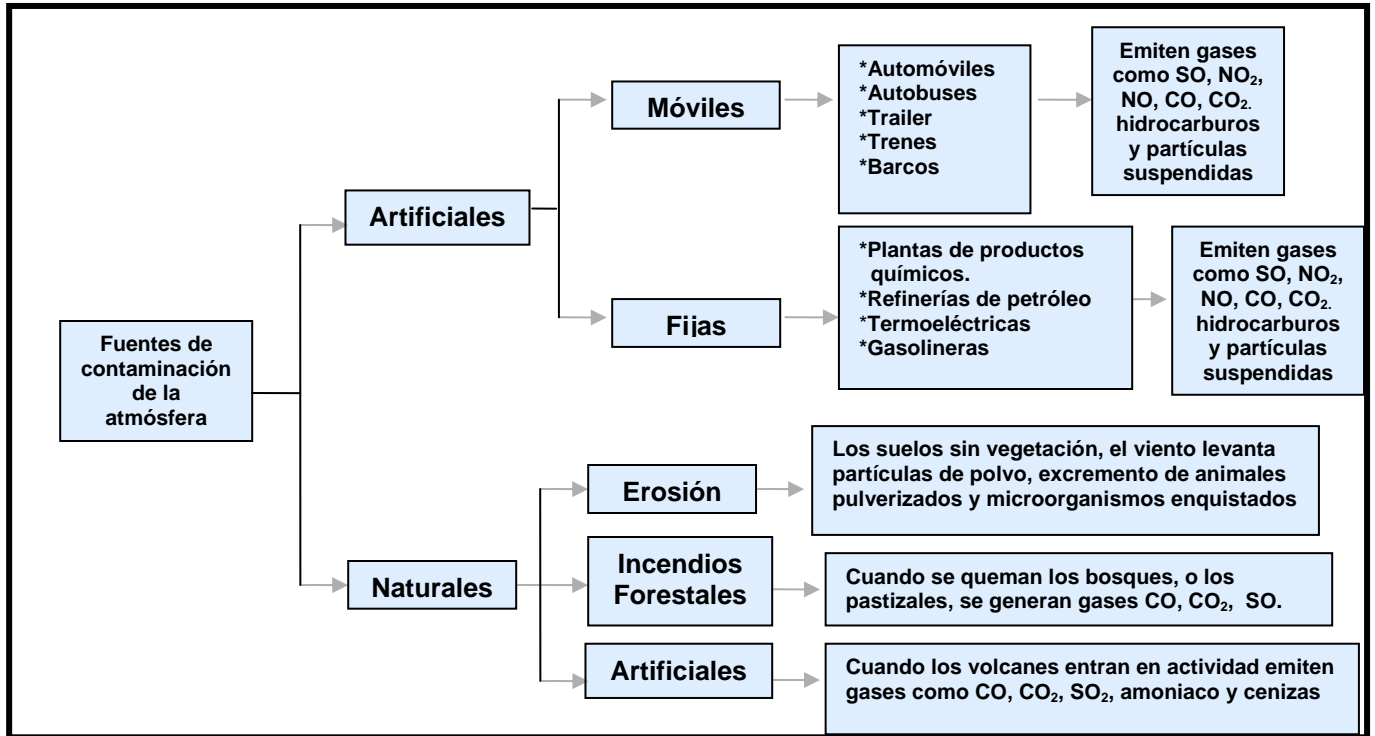 Fuentes de
contaminación
de la
atmósfera
Artificiales
Móviles
*Automóviles
*Autobuses
*Trailer
*Trenes
*Barcos
Emiten gases
como SO, NO₂,
NO, CO, CO₂.
hidrocarburos
y partículas
suspendidas
Fijas
*Plantas de productos
químicos.
*Refinerías de petróleo
*Termoeléctricas
*Gasolineras
Emiten gases
como SO, NO₂,
NO, CO, CO₂.
hidrocarburos
y partículas
suspendidas
Naturales
Erosión
Los suelos sin vegetación, el viento levanta
partículas de polvo, excremento de animales
pulverizados y microorganismos enquistados
Incendios
Forestales
Cuando se queman los bosques, o los
pastizales, se generan gases CO, CO₂, SO.
Artificiales
Cuando los volcanes entran en actividad emiten
gases como CO, CO₂, SO₂, amoniaco y cenizas